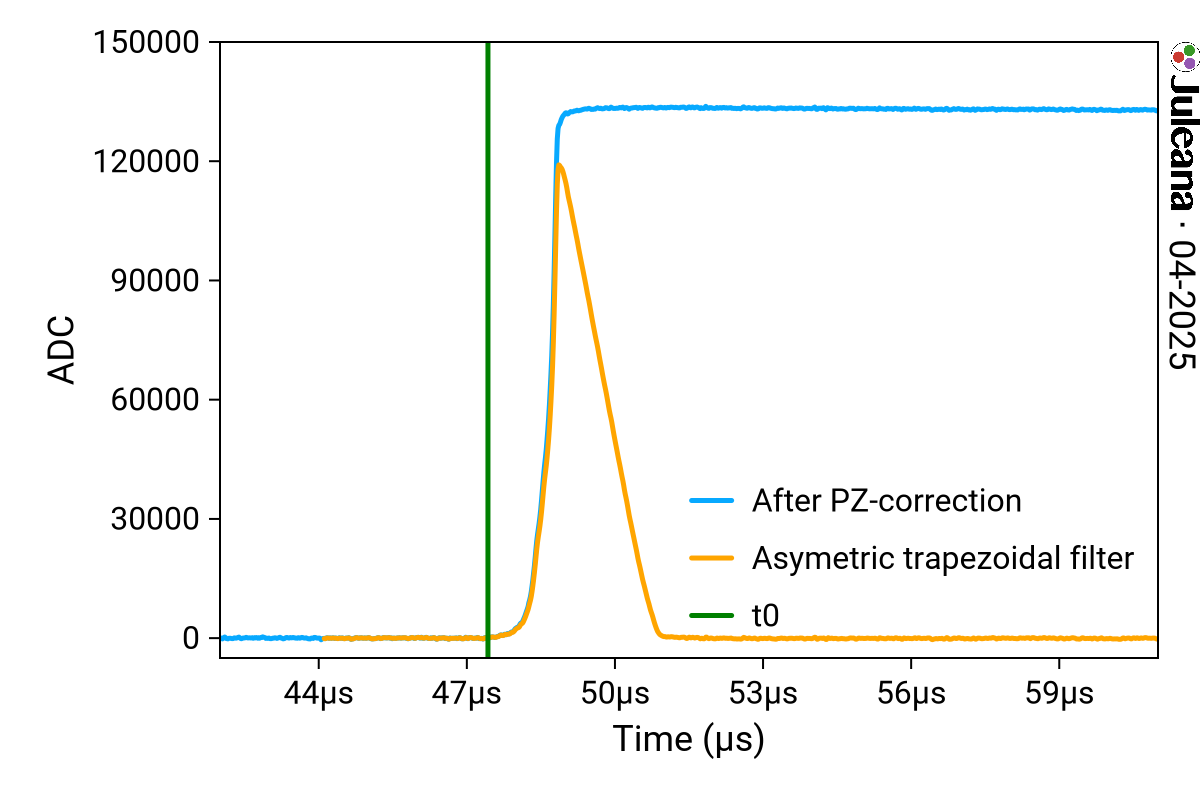 150000
120000
90000
60000
30000
0
ADC
44µs
47µs
50µs
53µs
56µs
59µs
Time (µs)
After PZ-correction
Asymetric trapezoidal filter
t0
Juleana · 04-2025